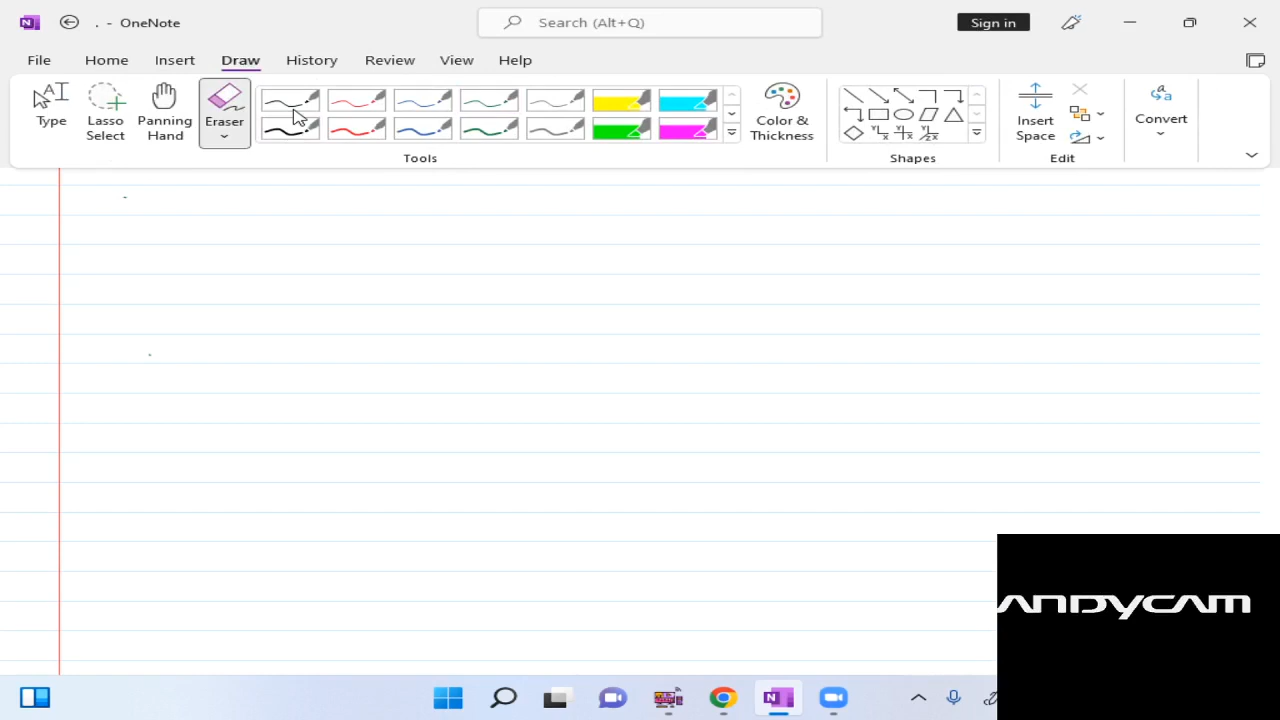 . - OneNote
Search (Alt+Q)
Sign in
File Home Insert Draw History Review View Help
Type
Lasso Select
Panning Hand
Eraser
Color & Thickness
Insert Space
Convert
Tools
Shapes
Edit
ANDYCAM